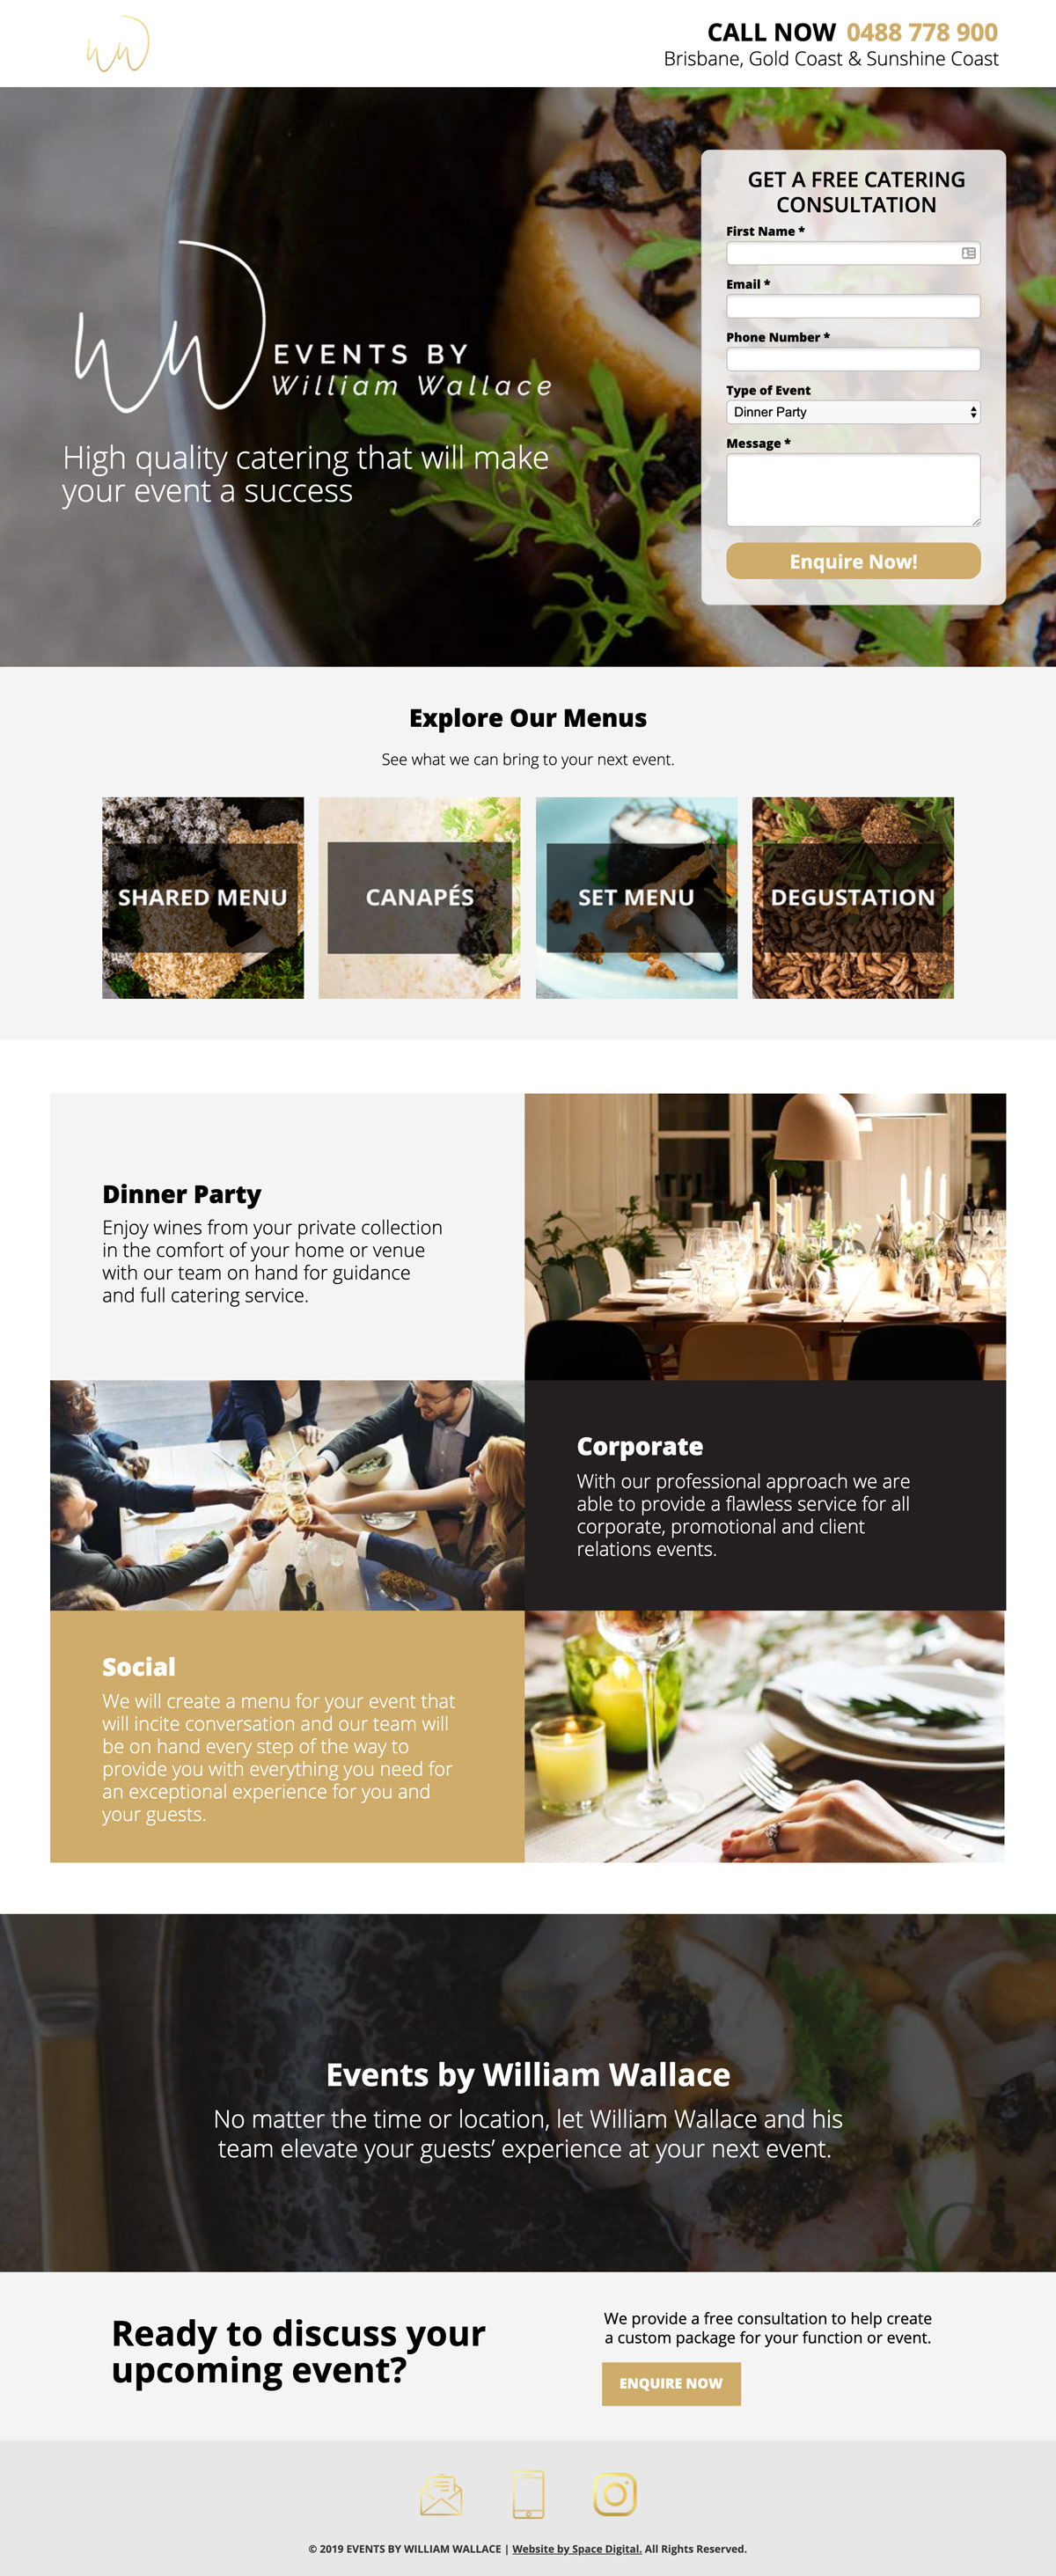 CALL NOW 0488 778 900
Brisbane, Gold Coast & Sunshine Coast
EVENTS BY
William Wallace
High quality catering that will make
your event a success
GET A FREE CATERING
CONSULTATION
First Name *
Email *
Phone Number *
Type of Event
Dinner Party
Message *
Enquire Now!
Explore Our Menus
See what we can bring to your next event.
SHARED MENU
CANAPÉS
SET MENU
DEGUSTATION
Dinner Party
Enjoy wines from your private collection
in the comfort of your home or venue
with our team on hand for guidance
and full catering service.
Corporate
With our professional approach we are
able to provide a flawless service for all
corporate, promotional and client
relations events.
Social
We will create a menu for your event that
will incite conversation and our team will
be on hand every step of the way to
provide you with everything you need for
an exceptional experience for you and
your guests.
Events by William Wallace
No matter the time or location, let William Wallace and his
team elevate your guests’ experience at your next event.
Ready to discuss your
upcoming event?
We provide a free consultation to help create
a custom package for your function or event.
ENQUIRE NOW
© 2019 EVENTS BY WILLIAM WALLACE | Website by Space Digital. All Rights Reserved.